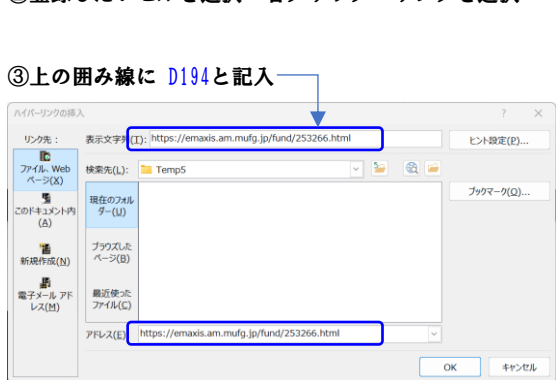 ③上の囲み線に D194と記入
ハイパーリンクの挿入
? ×
リンク先：
表示文字列(T): https://emaxis.am.mufg.jp/fund/253266.html
ヒント設定(P)...
ファイル、Web
ページ(X)
検索先(L):
Temp5
ブックマーク(O)...
このドキュメント内
(A)
現在のフォル
ダー(U)
新規作成(N)
ブラウズした
ページ(B)
電子メール アド
レス(M)
最近使った
ファイル(C)
アドレス(E)
https://emaxis.am.mufg.jp/fund/253266.html
OK
キャンセル